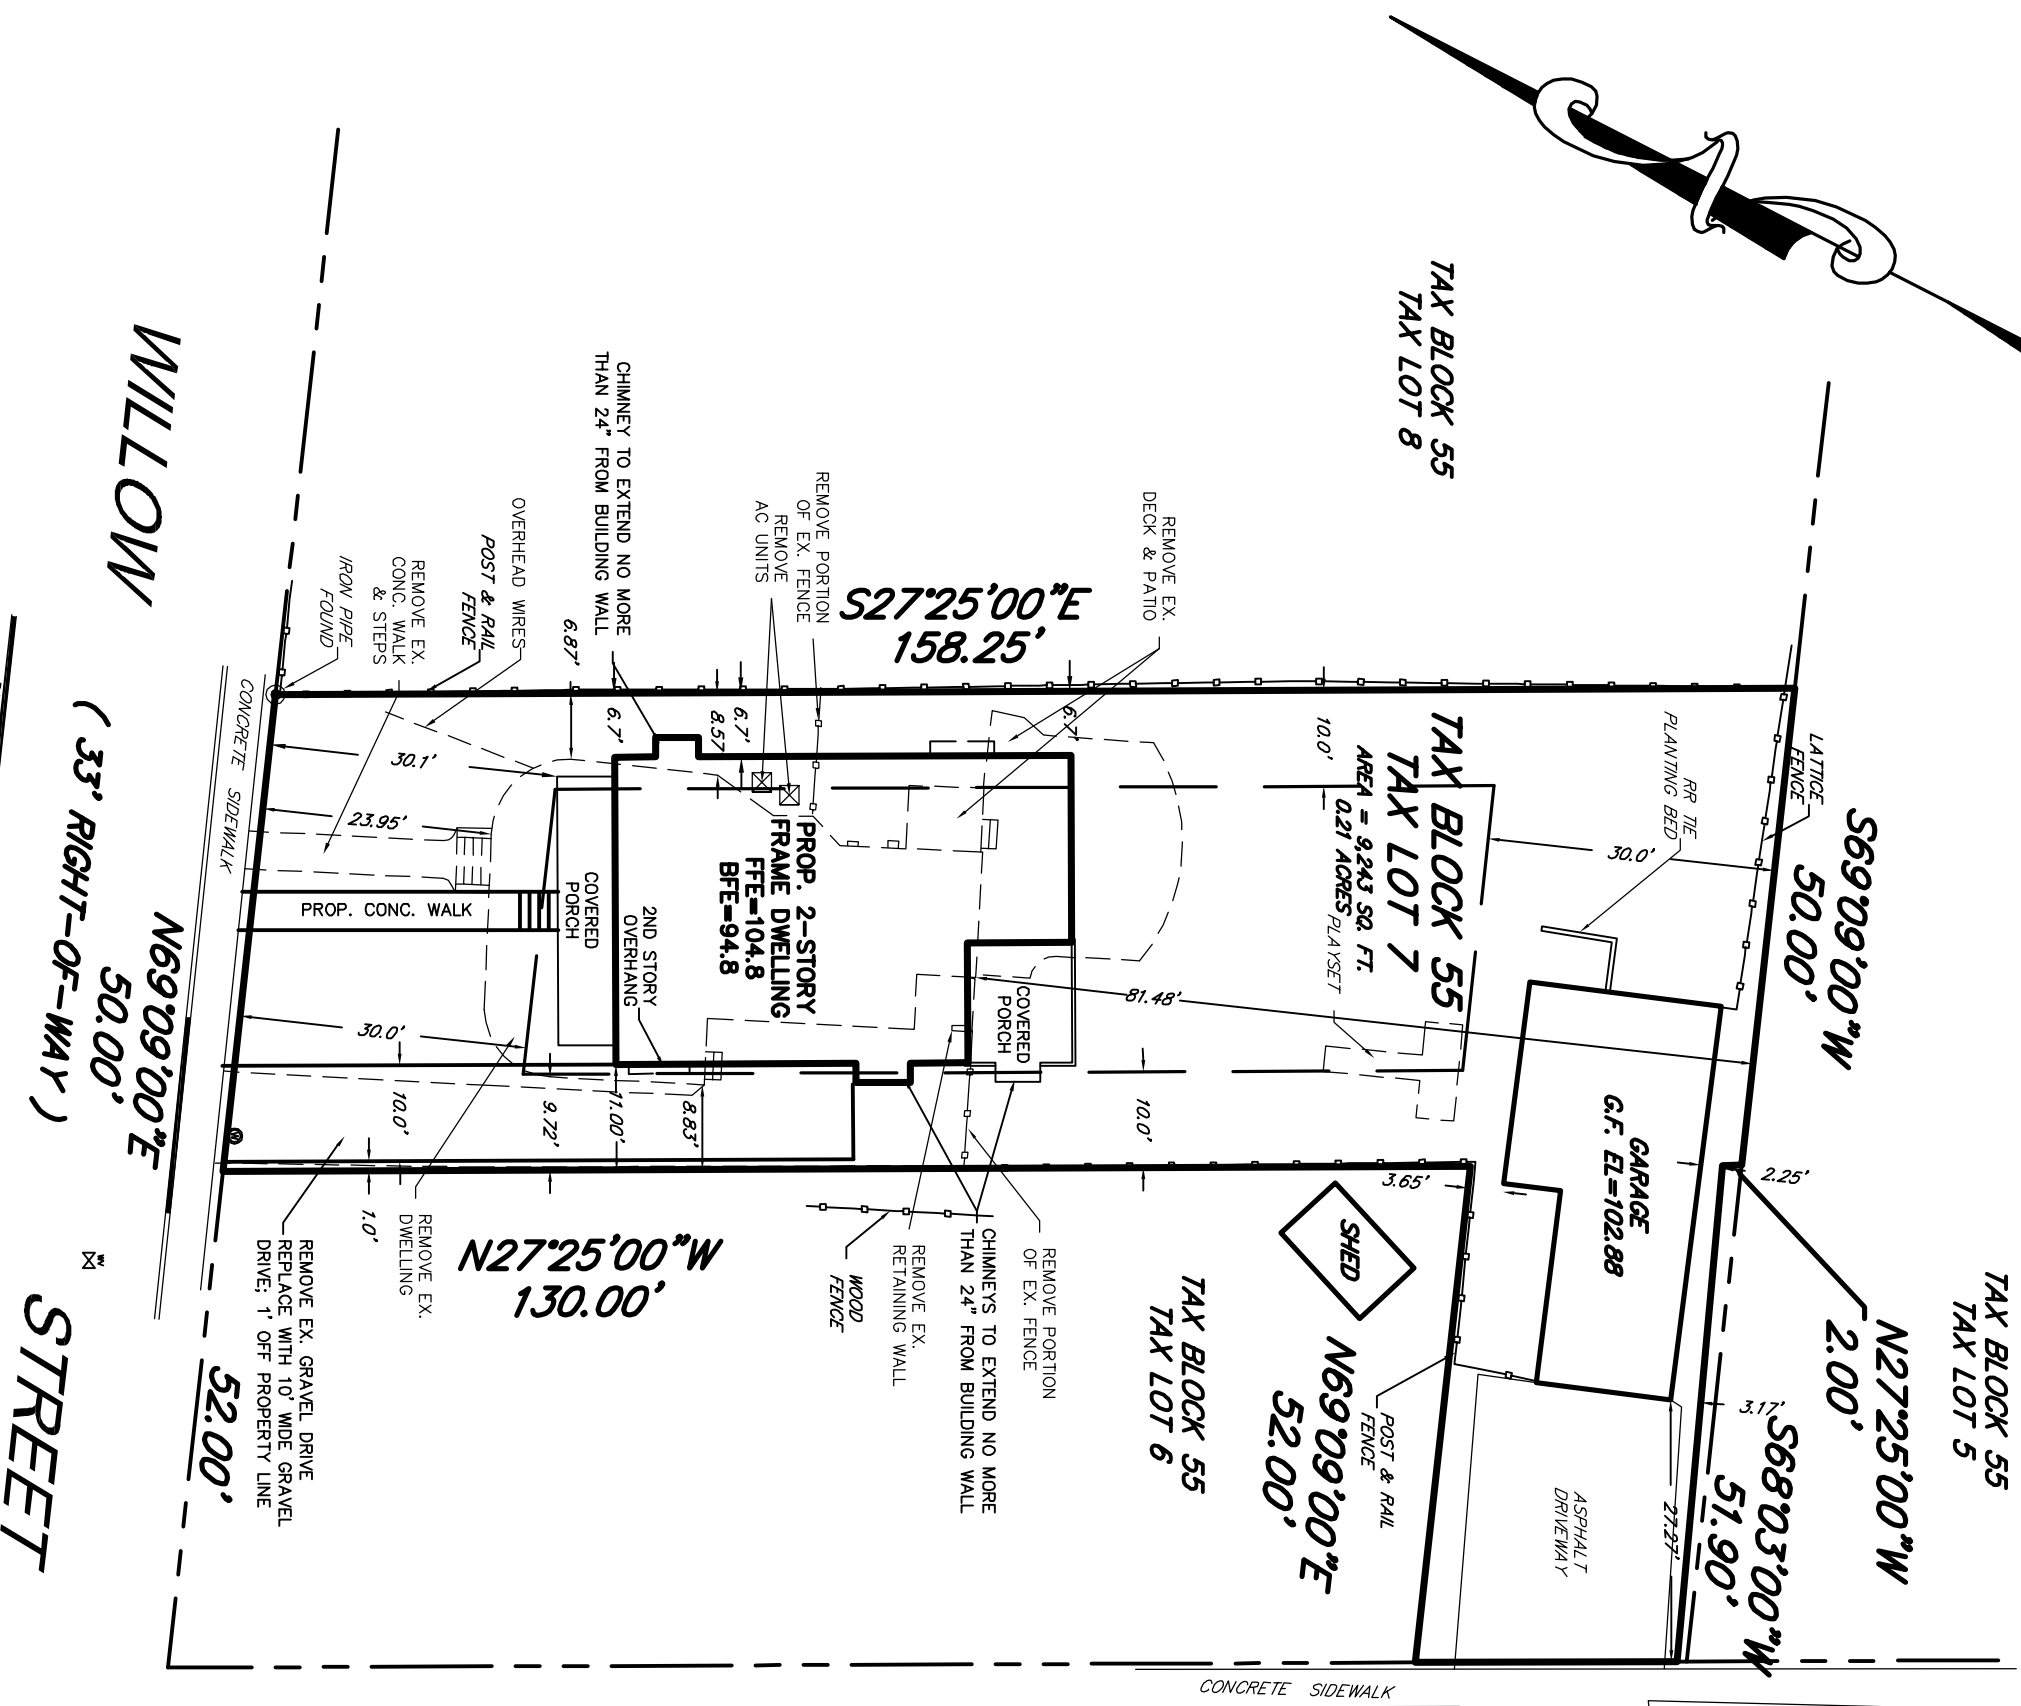 TAX BLOCK 55
TAX LOT 8
WILLOW
STREET
( 33' RIGHT-OF-WAY )
N69°09'00"E
50.00'
52.00'
CONCRETE SIDEWALK
IRON PIPE
FOUND
REMOVE EX.
CONC. WALK
& STEPS
POST & RAIL
FENCE
OVERHEAD WIRES
6.87'
CHIMNEY TO EXTEND NO MORE
THAN 24" FROM BUILDING WALL
REMOVE
AC UNITS
REMOVE PORTION
OF EX. FENCE
S27°25'00"E
158.25'
REMOVE EX.
DECK & PATIO
6.7'
8.57'
6.7'
6.7'
10.0'
30.1'
23.95'
30.0'
PROP. CONC. WALK
COVERED
PORCH
2ND STORY
OVERHANG
PROP. 2-STORY
FRAME DWELLING
FFE=104.8
BFE=94.8
COVERED
PORCH
TAX BLOCK 55
TAX LOT 7
AREA = 9,243 SQ. FT.
0.21 ACRES
PLAYSET
81.48'
RR TIE
PLANTING BED
LATTICE
FENCE
30.0'
S69°09'00"W
50.00'
GARAGE
G.F. EL=102.88
2.25'
N27°25'00"W
2.00'
TAX BLOCK 55
TAX LOT 5
3.17'
S68°03'00"W
51.90'
27.27'
ASPHALT
DRIVEWAY
3.65'
SHED
POST & RAIL
FENCE
N69°09'00"E
52.00'
TAX BLOCK 55
TAX LOT 6
10.0'
REMOVE PORTION
OF EX. FENCE
CHIMNEYS TO EXTEND NO MORE
THAN 24" FROM BUILDING WALL
REMOVE EX.
RETAINING WALL
WOOD
FENCE
8.83'
11.00'
9.72'
10.0'
1.0'
N27°25'00"W
130.00'
REMOVE EX.
DWELLING
REMOVE EX. GRAVEL DRIVE
REPLACE WITH 10' WIDE GRAVEL
DRIVE; 1' OFF PROPERTY LINE
W
W
CONCRETE SIDEWALK